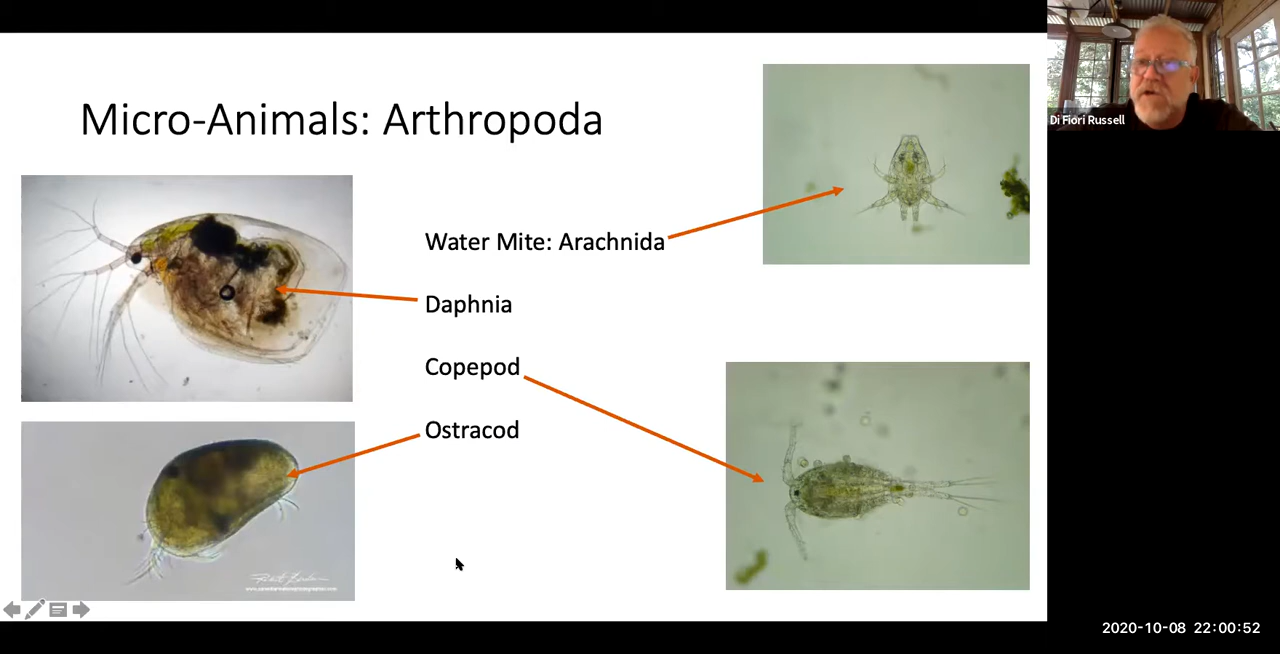 Micro-Animals: Arthropoda
Di Fiori Russell
Water Mite: Arachnida
Daphnia
Copepod
Ostracod
2020-10-08 22:00:52